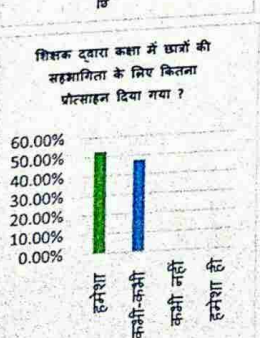 शिक्षक द्वारा कक्षा में छात्रों की
सहभागिता के लिए कितना
प्रोत्साहन दिया गया ?
60.00%
50.00%
40.00%
30.00%
20.00%
10.00%
0.00%
हमेशा
कभी-कभी
कभी नहीं
हमेशा ही